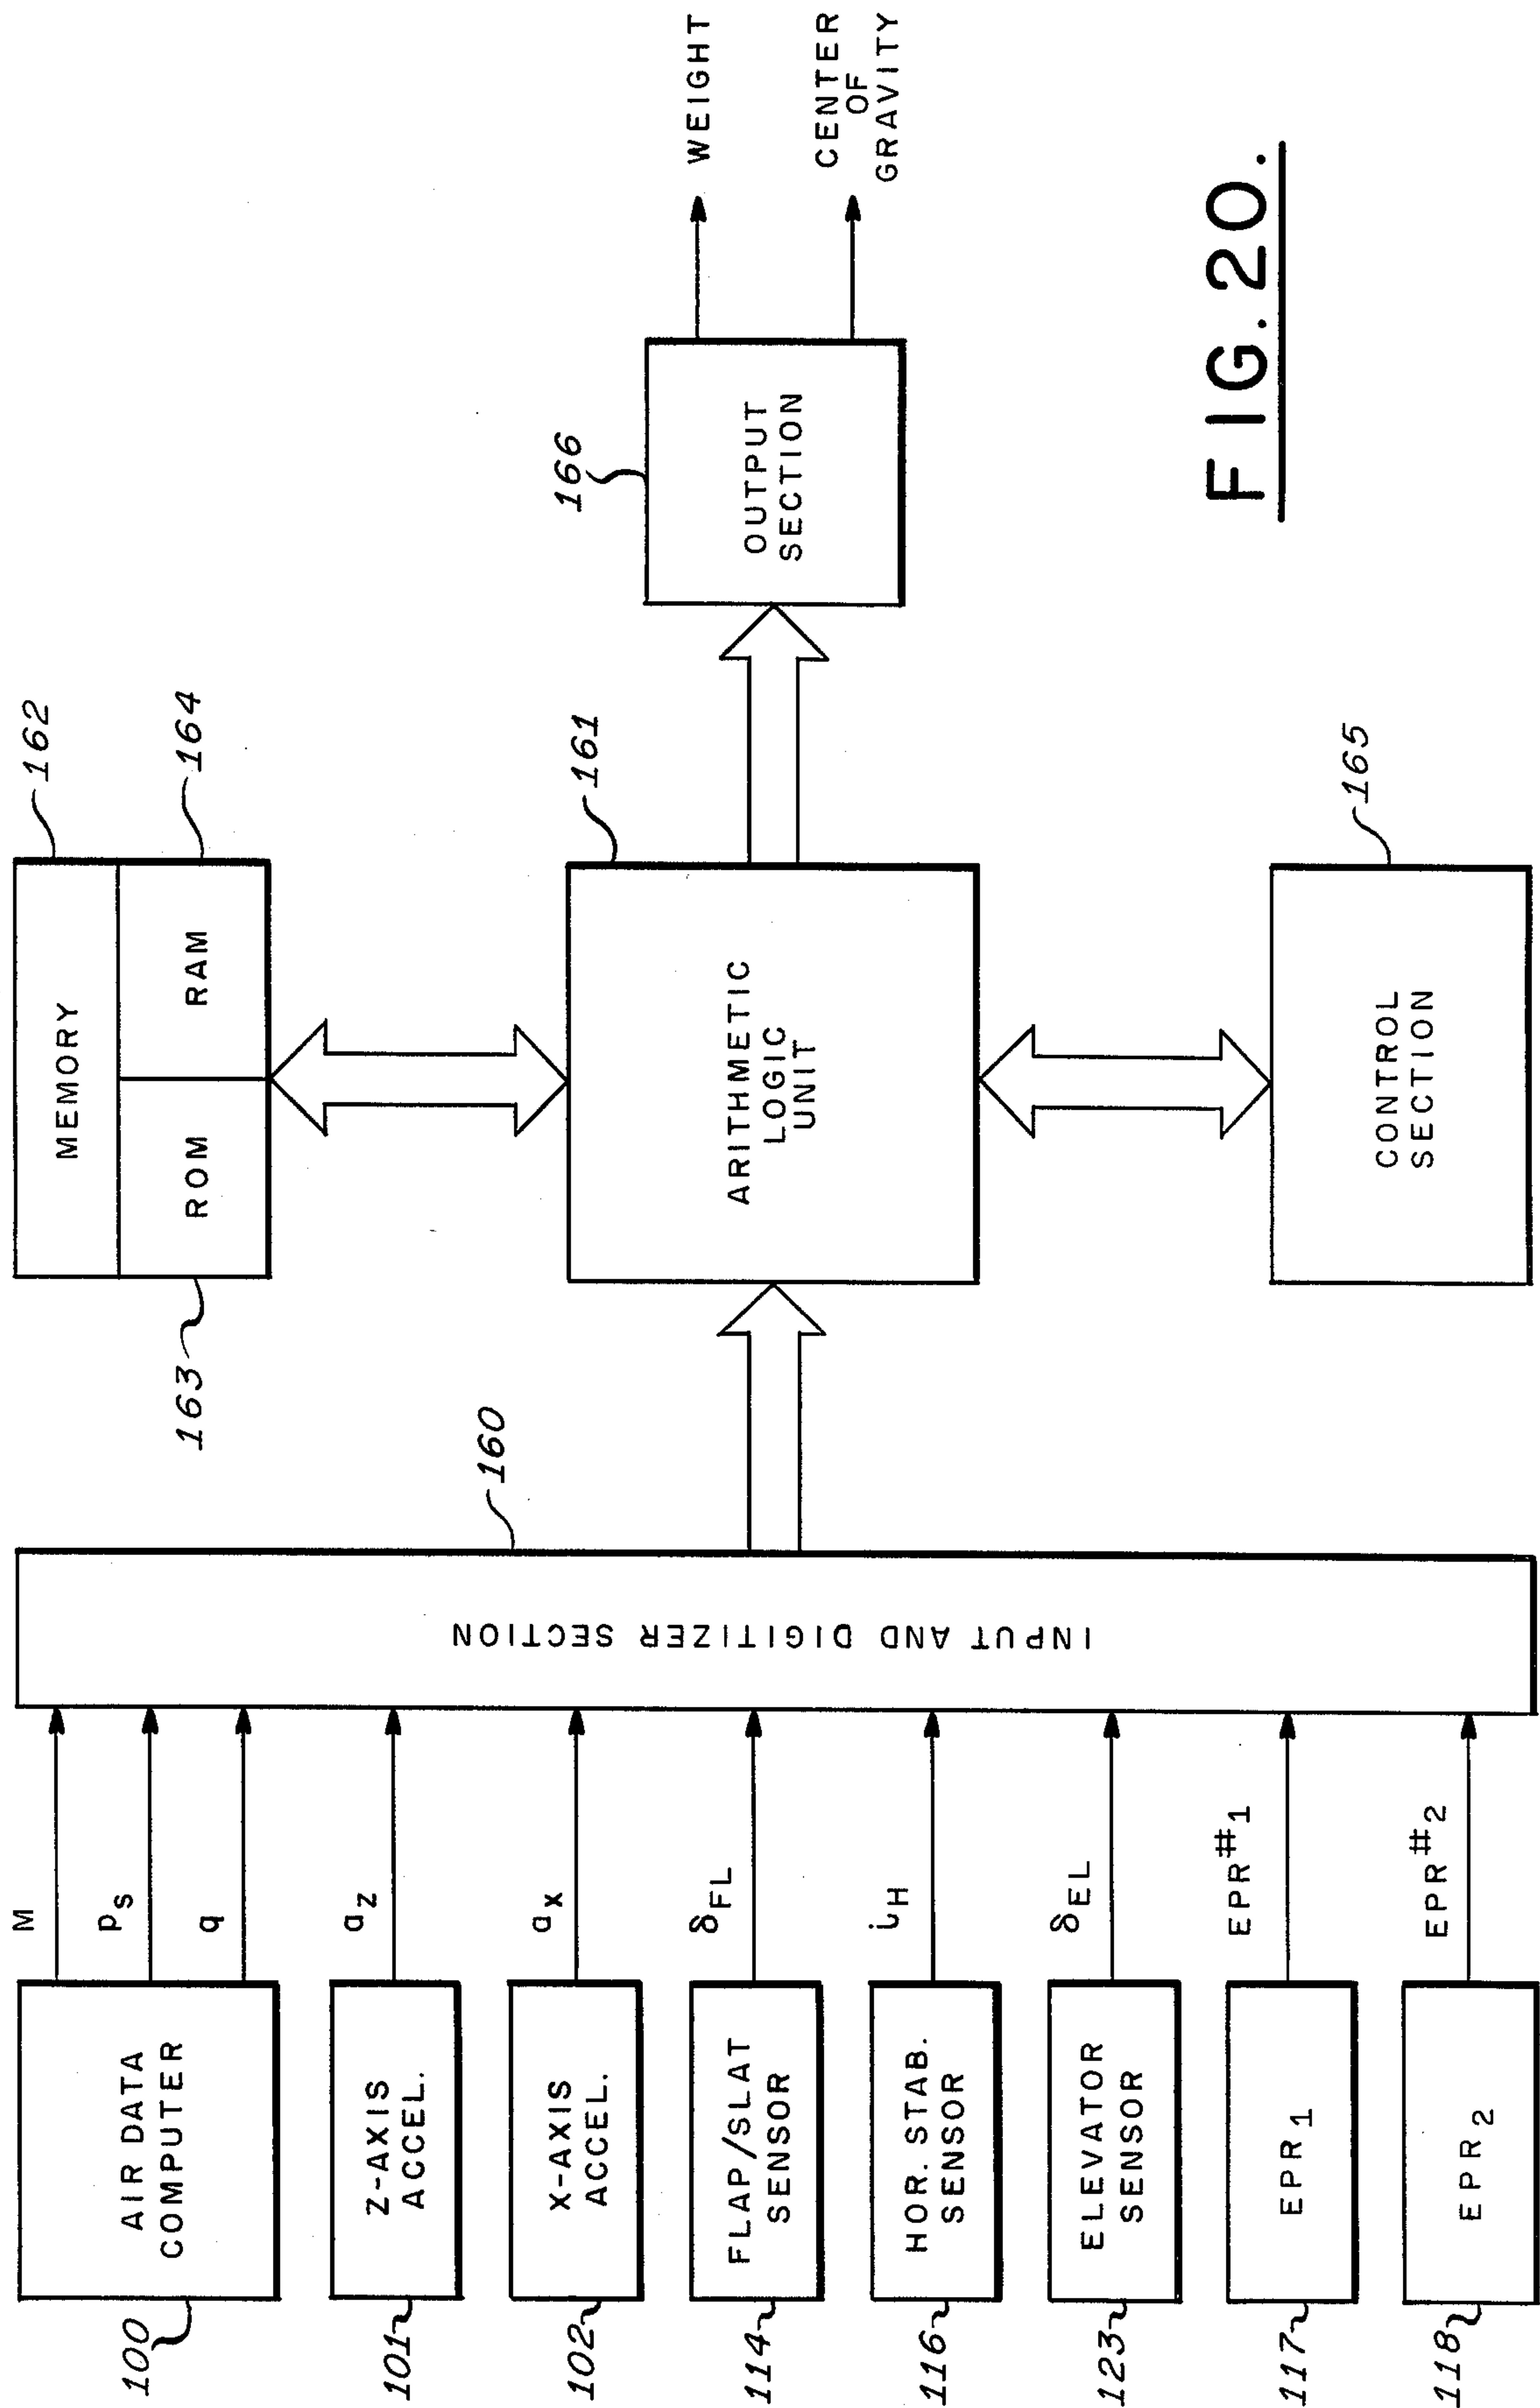 100
AIR DATA
COMPUTER
M
pS
q
101
Z-AXIS
ACCEL.
aZ
102
X-AXIS
ACCEL.
aX
114
FLAP/SLAT
SENSOR
δFL
116
HOR. STAB.
SENSOR
iH
123
ELEVATOR
SENSOR
δEL
117
EPR1
EPR#1
118
EPR2
EPR#2
INPUT AND DIGITIZER SECTION
160
162
MEMORY
ROM
RAM
163
164
161
ARITHMETIC
LOGIC
UNIT
165
CONTROL
SECTION
166
OUTPUT
SECTION
WEIGHT
CENTER
OF
GRAVITY
FIG. 20.